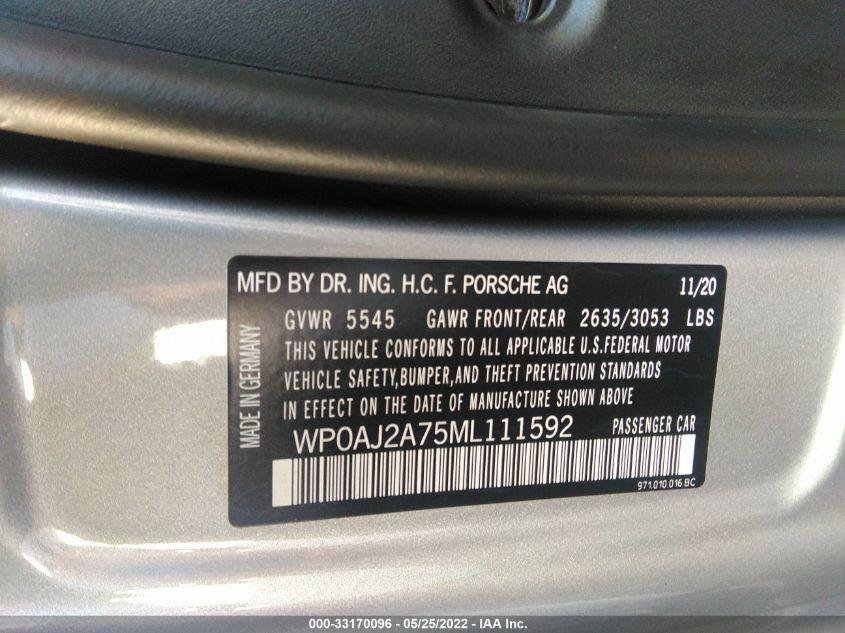 MFD BY DR. ING. H.C. F. PORSCHE AG 11/20
GVWR 5545 GAWR FRONT/REAR 2635/3053 LBS
THIS VEHICLE CONFORMS TO ALL APPLICABLE U.S.FEDERAL MOTOR
VEHICLE SAFETY,BUMPER,AND THEFT PREVENTION STANDARDS
IN EFFECT ON THE DATE OF MANUFACTURE SHOWN ABOVE
MADE IN GERMANY
WP0AJ2A75ML111592 PASSENGER CAR
971.010.016.BC
000-33170096 - 05/25/2022 - IAA Inc.